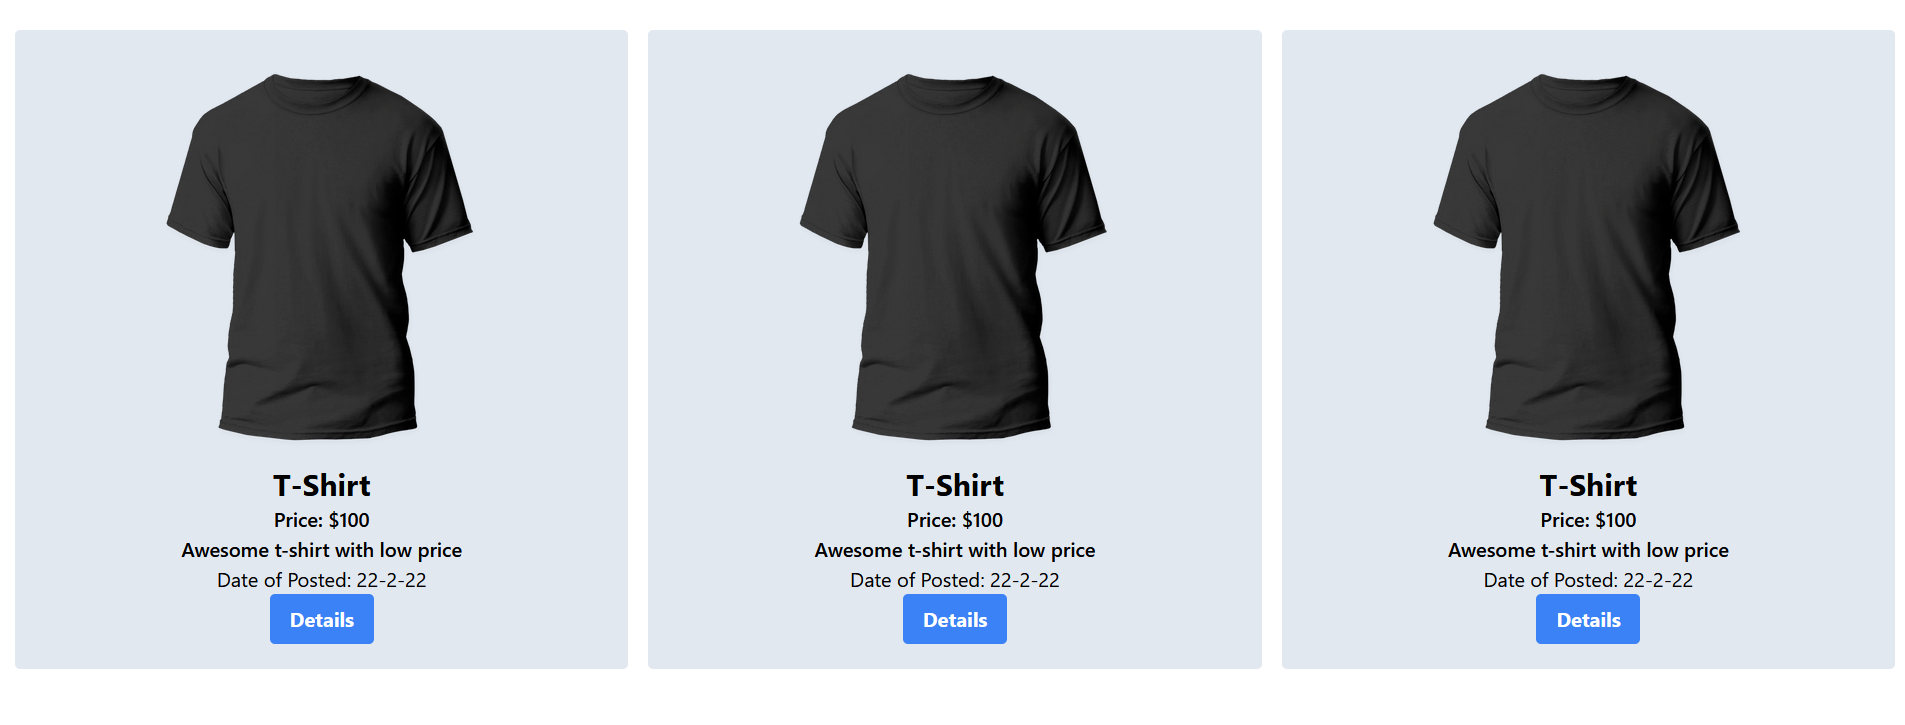 T-Shirt
Price: $100
Awesome t-shirt with low price
Date of Posted: 22-2-22
Details
T-Shirt
Price: $100
Awesome t-shirt with low price
Date of Posted: 22-2-22
Details
T-Shirt
Price: $100
Awesome t-shirt with low price
Date of Posted: 22-2-22
Details